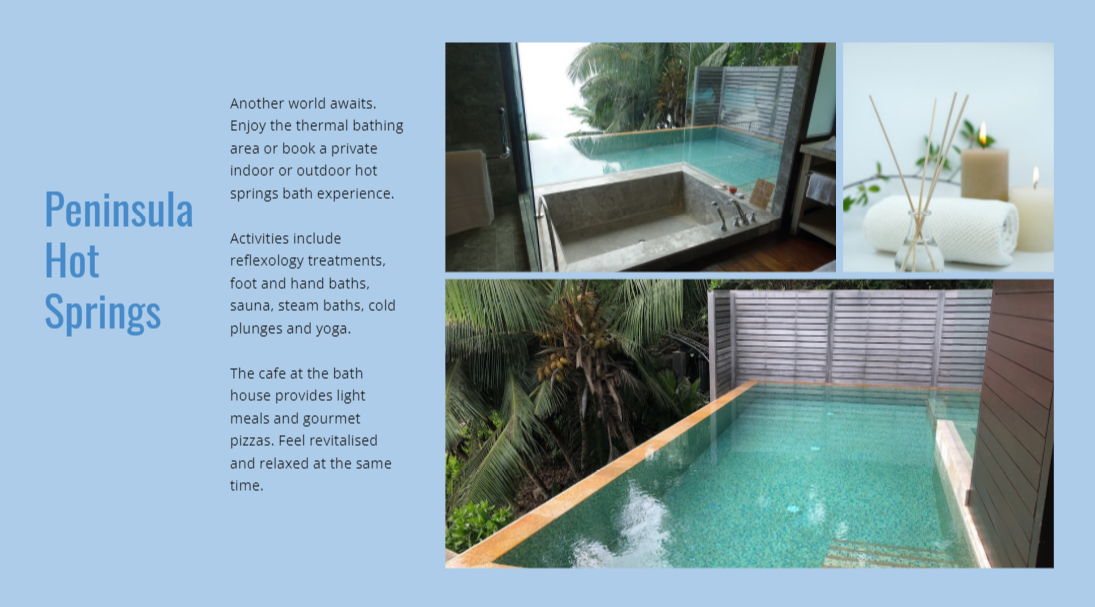 Peninsula
Hot
Springs
Another world awaits.
Enjoy the thermal bathing
area or book a private
indoor or outdoor hot
springs bath experience.
Activities include
reflexology treatments,
foot and hand baths,
sauna, steam baths, cold
plunges and yoga.
The cafe at the bath
house provides light
meals and gourmet
pizzas. Feel revitalised
and relaxed at the same
time.